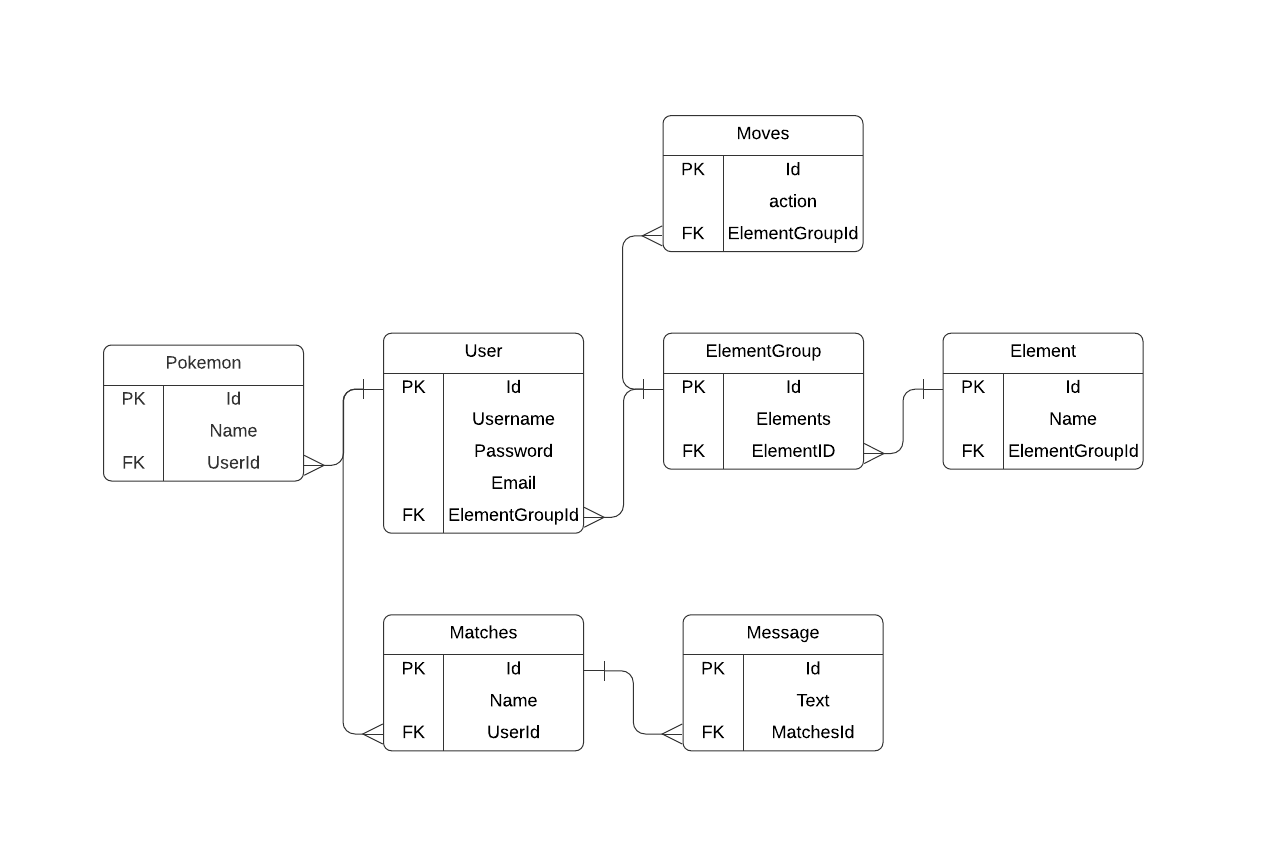 Moves
PK Id
action
FK ElementGroupId
Pokemon
PK Id
Name
FK UserId
User
PK Id
Username
Password
Email
FK ElementGroupId
ElementGroup
PK Id
Elements
FK ElementID
Element
PK Id
Name
FK ElementGroupId
Matches
PK Id
Name
FK UserId
Message
PK Id
Text
FK MatchesId